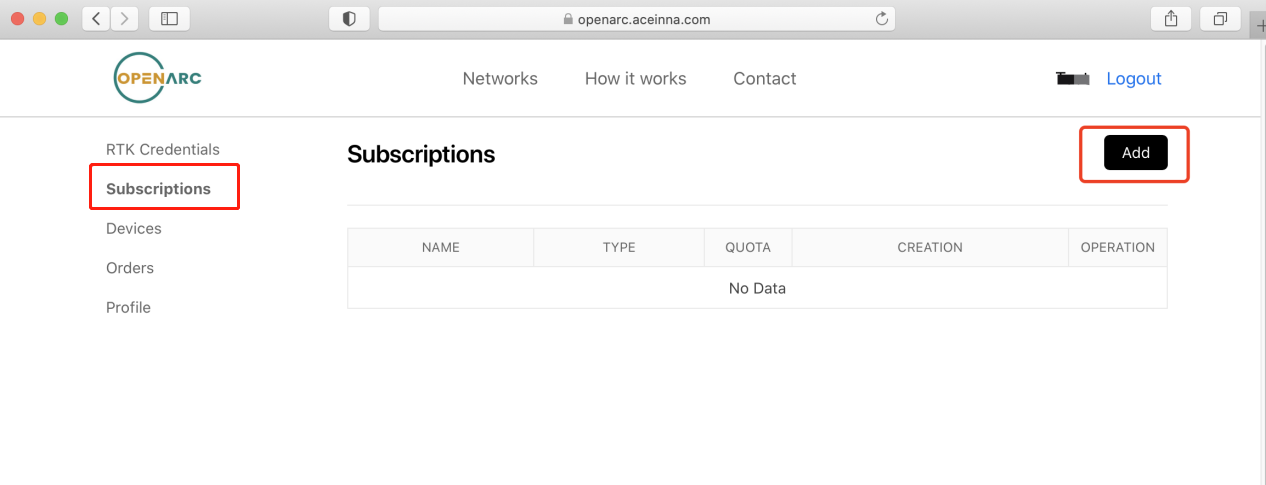 openarc.aceinna.com
OPENARC
Networks How it works Contact Logout
RTK Credentials
Subscriptions
Devices
Orders
Profile
Subscriptions Add
NAME TYPE QUOTA CREATION OPERATION
No Data